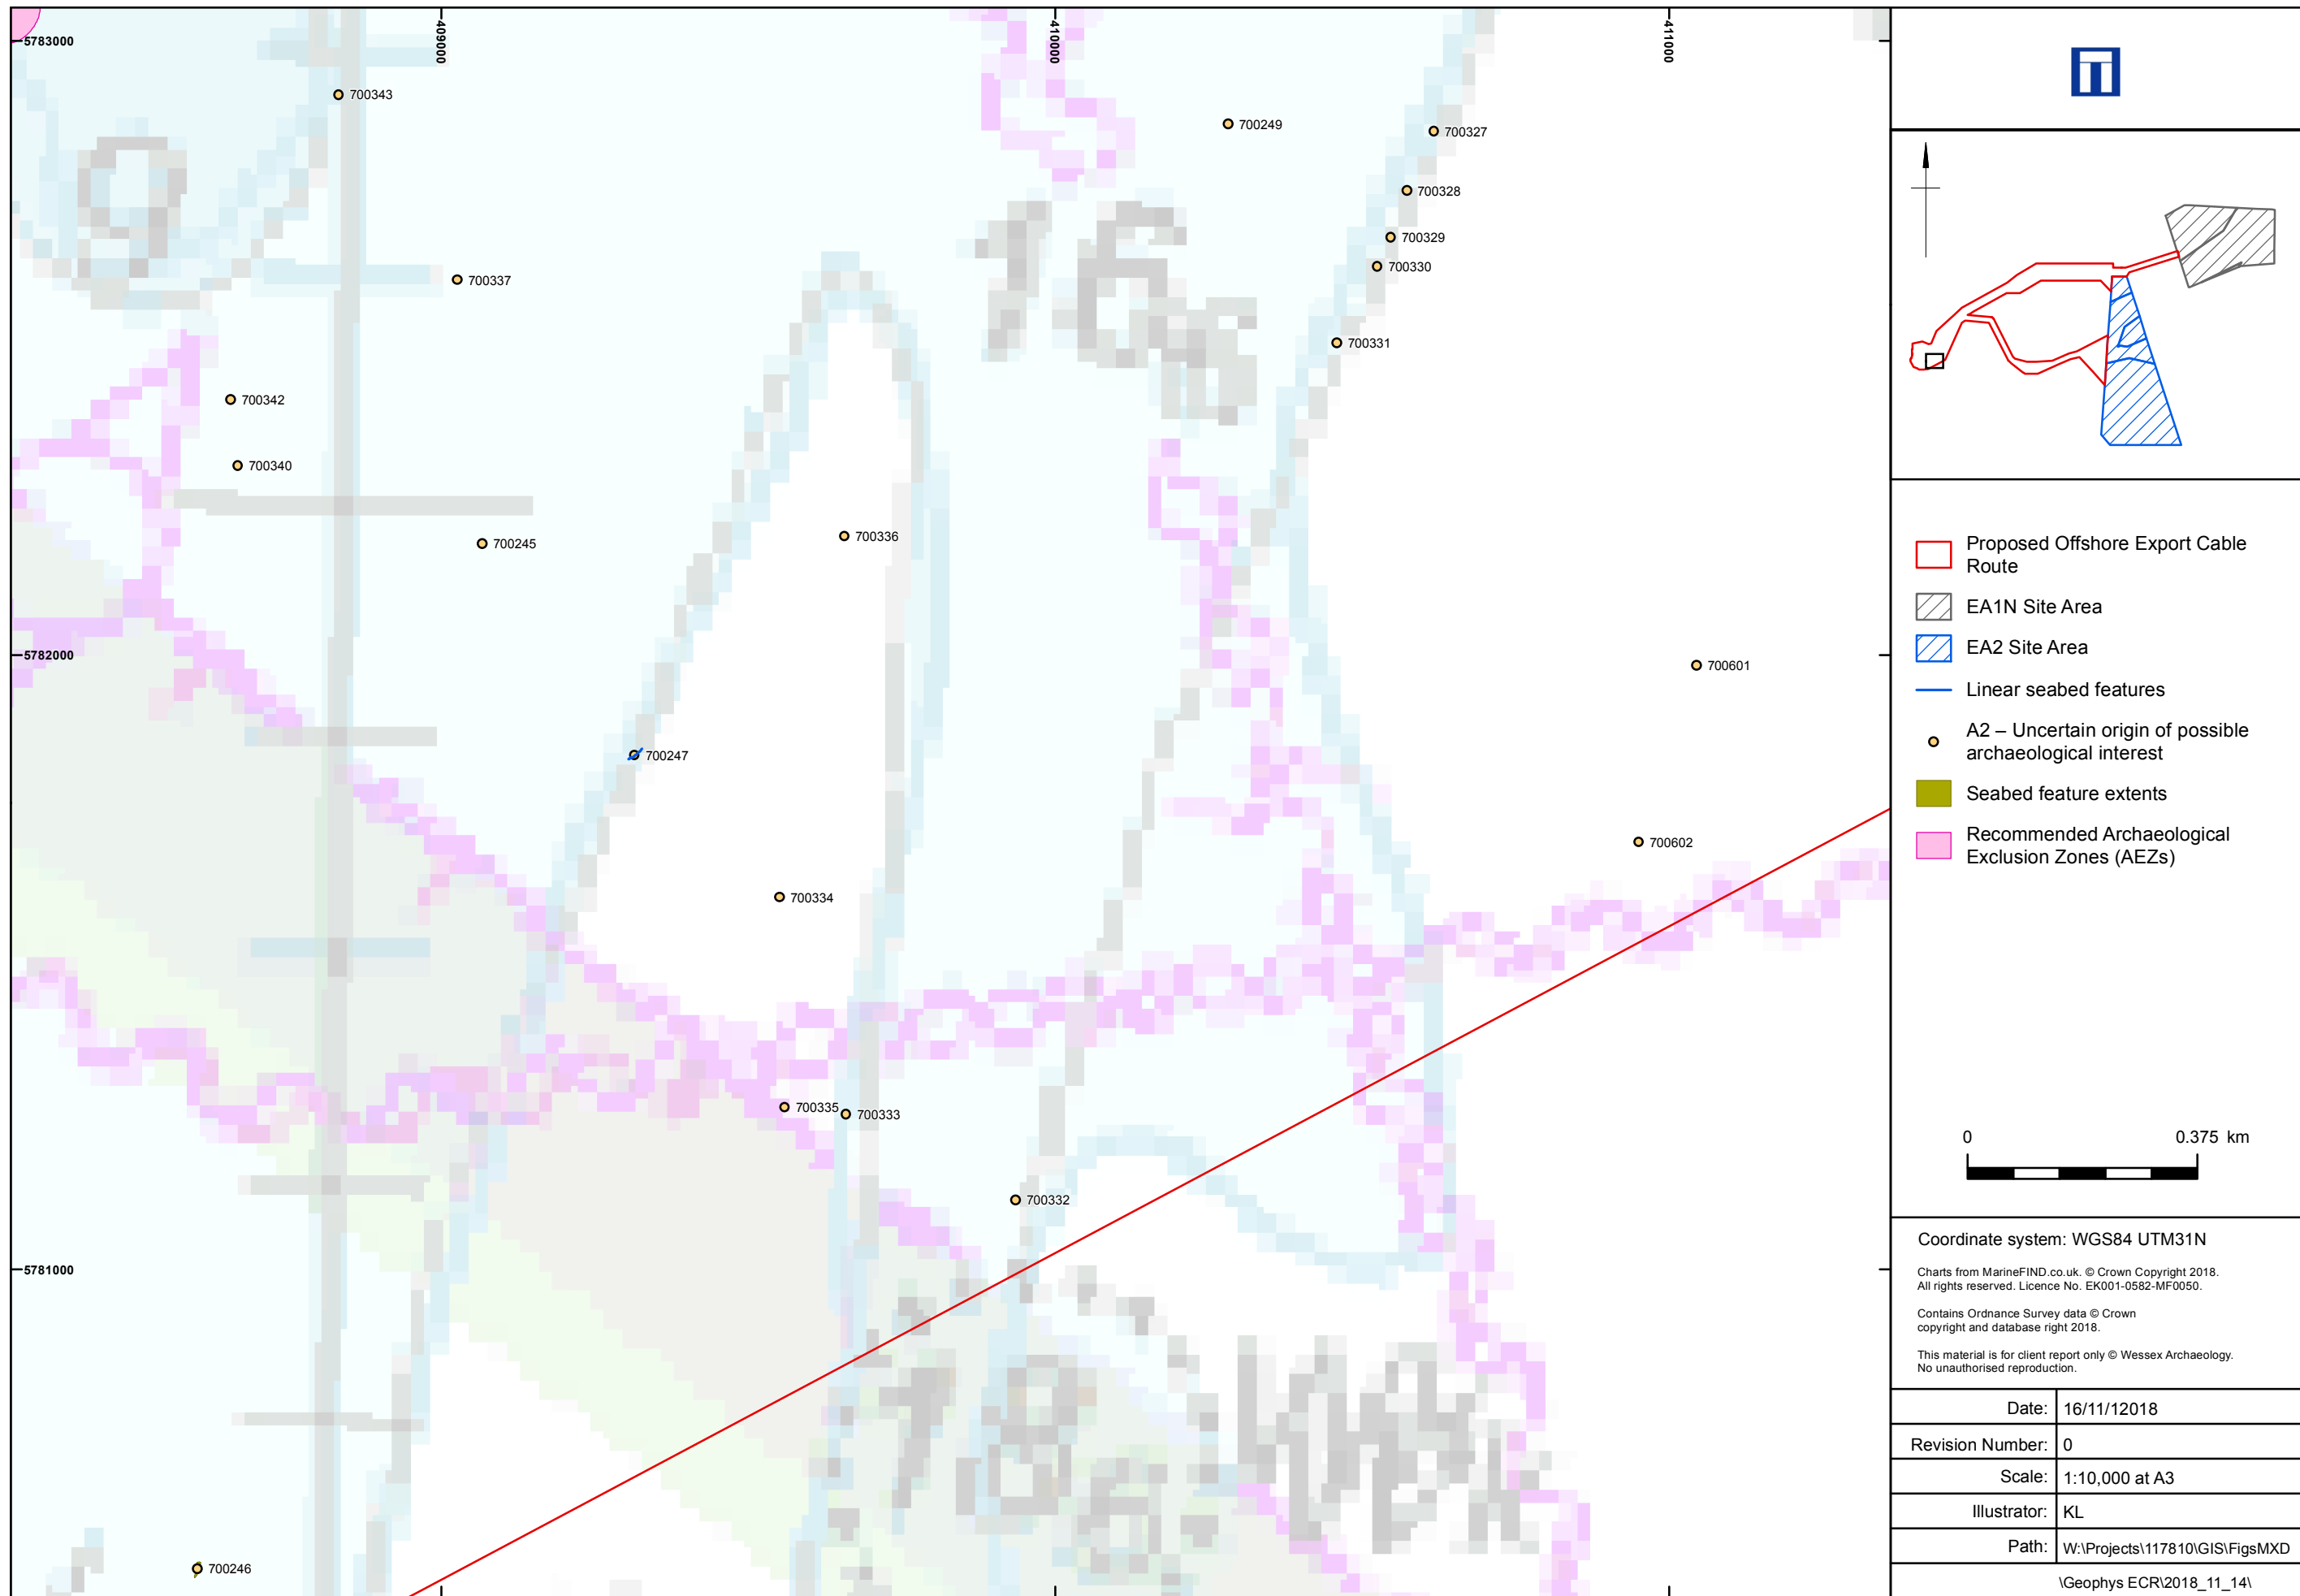 409000
410000
411000
5783000
700343
700249
700327
700328
700329
700330
700337
9
16
s
700331
700342
700340
700245
700336
5782000
700601
700247
700602
700334
700335
700333
700332
5781000
18
Wk
700246
Proposed Offshore Export Cable
Route
EA1N Site Area
EA2 Site Area
Linear seabed features
A2 – Uncertain origin of possible
archaeological interest
Seabed feature extents
Recommended Archaeological
Exclusion Zones (AEZs)
0 0.375 km
Coordinate system: WGS84 UTM31N
Charts from MarineFIND.co.uk. © Crown Copyright 2018.
All rights reserved. Licence No. EK001-0582-MF0050.
Contains Ordnance Survey data © Crown
copyright and database right 2018.
This material is for client report only © Wessex Archaeology.
No unauthorised reproduction.
Date: 16/11/12018
Revision Number: 0
Scale: 1:10,000 at A3
Illustrator: KL
Path: W:\Projects\117810\GIS\FigsMXD
\Geophys ECR\2018_11_14\